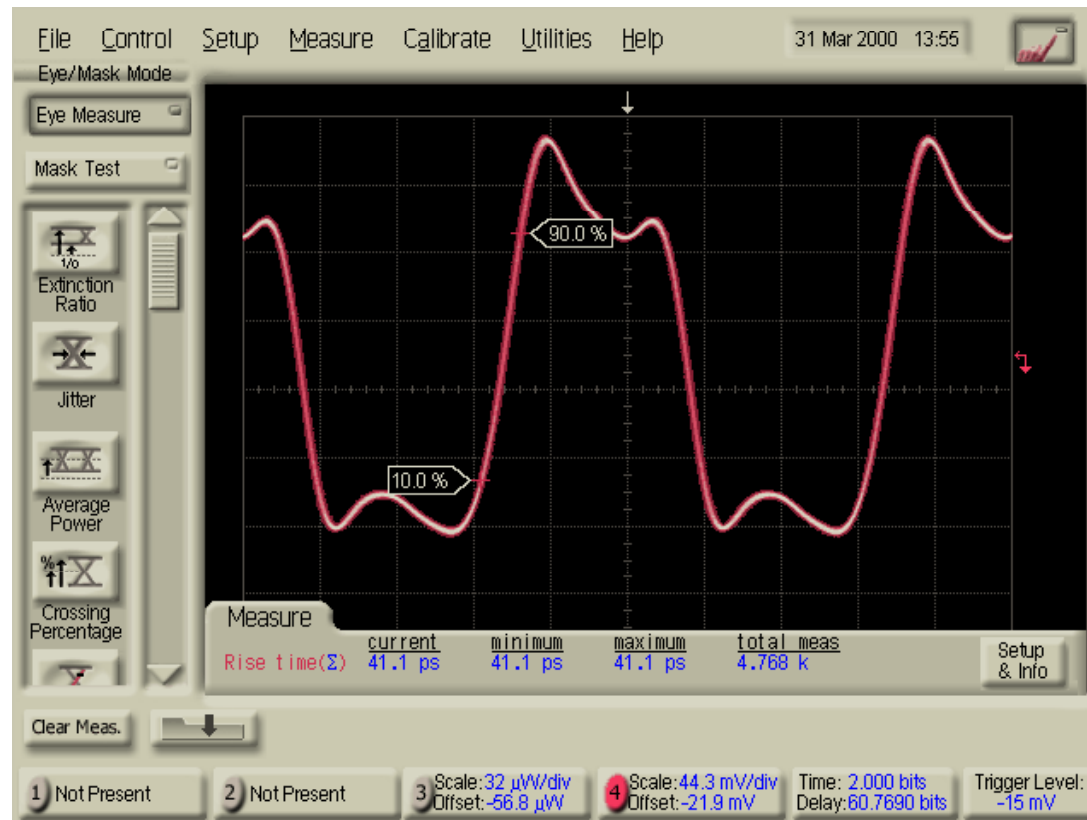 File Control Setup Measure Calibrate Utilities Help 31 Mar 2000 13:55
Eye/Mask Mode
Eye Measure
Mask Test
1/0
Extinction
Ratio
Jitter
Average
Power
%
Crossing
Percentage
90.0 %
10.0 %
Measure
current minimum maximum total meas
Rise time(Σ) 41.1 ps 41.1 ps 41.1 ps 4.768 k
Setup
& Info
Clear Meas.
1 Not Present
2 Not Present
3 Scale:32 µW/div
Offset:-56.8 µW
4 Scale:44.3 mV/div
Offset:-21.9 mV
Time: 2.000 bits
Delay:60.7690 bits
Trigger Level:
-15 mV